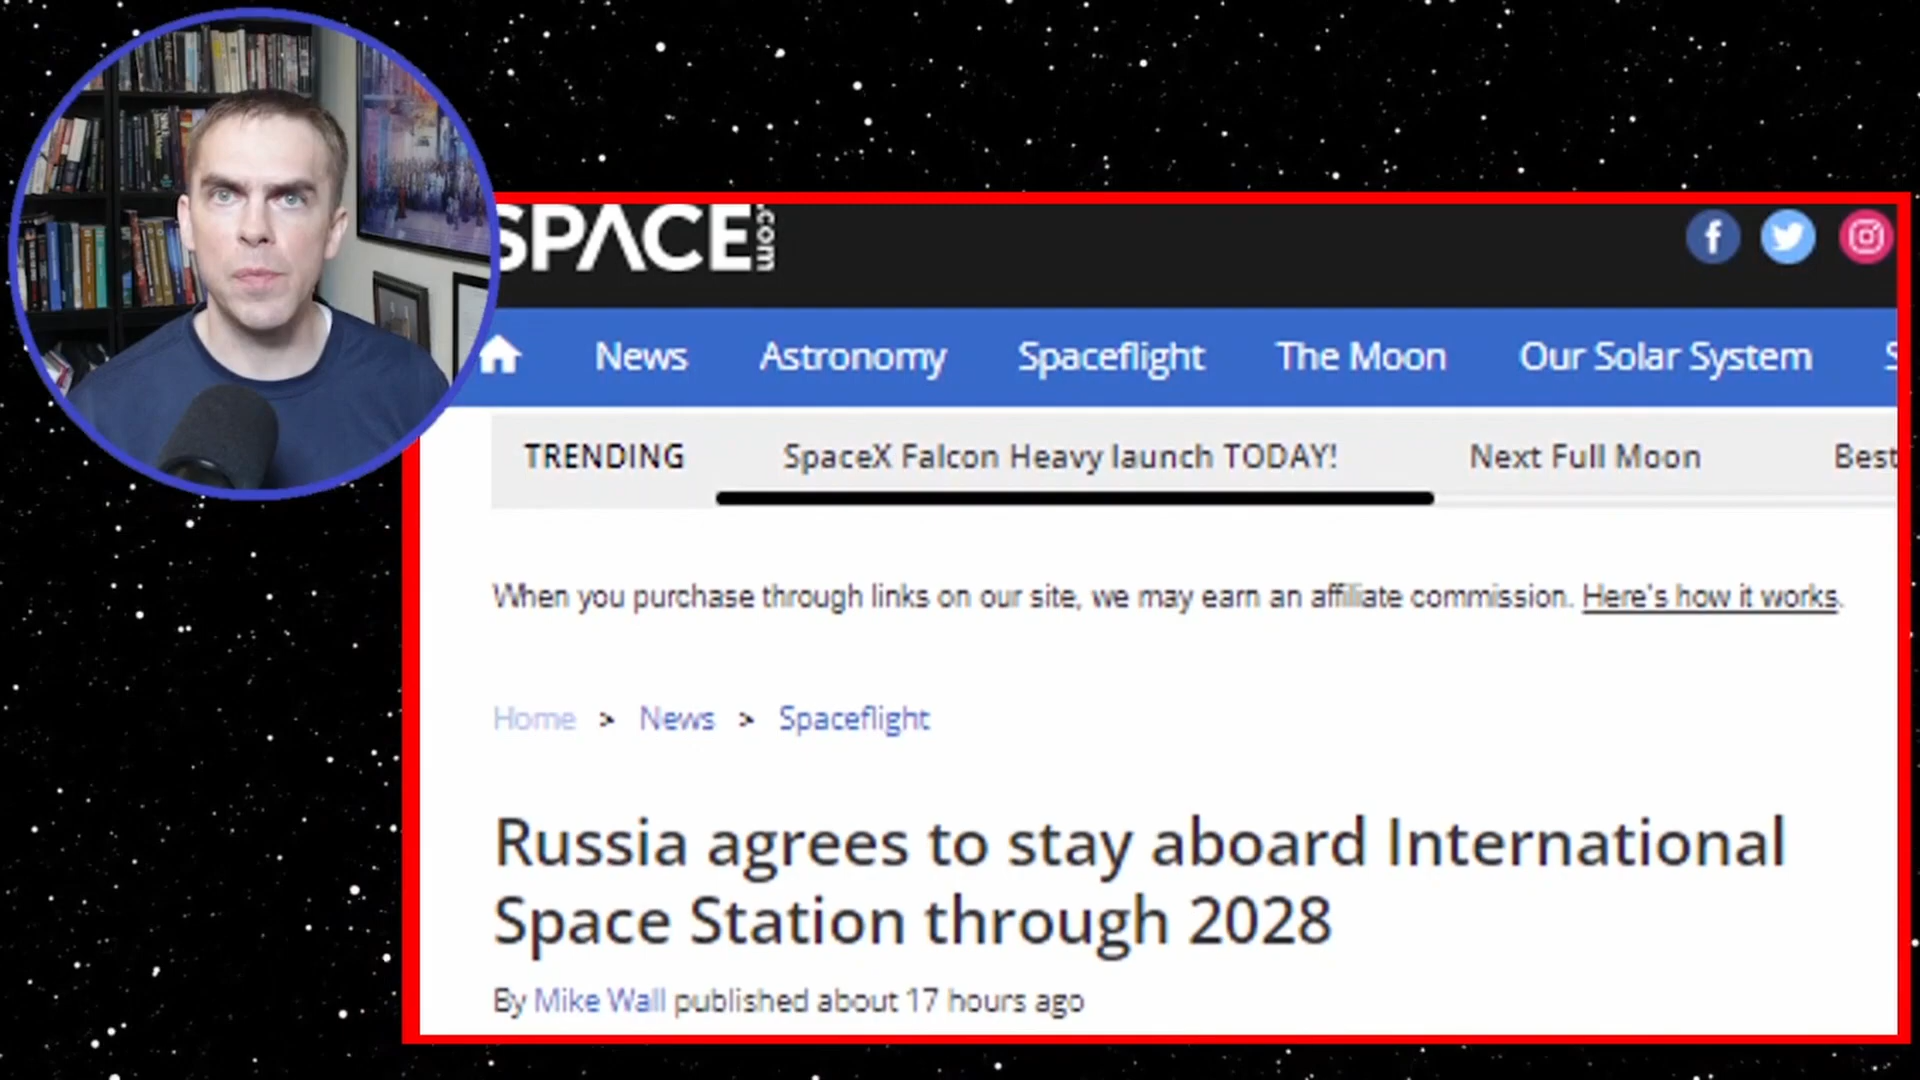 SPACE.com
News Astronomy Spaceflight The Moon Our Solar System S
TRENDING SpaceX Falcon Heavy launch TODAY! Next Full Moon Best
When you purchase through links on our site, we may earn an affiliate commission. Here's how it works.
Home > News > Spaceflight
Russia agrees to stay aboard International
Space Station through 2028
By Mike Wall published about 17 hours ago